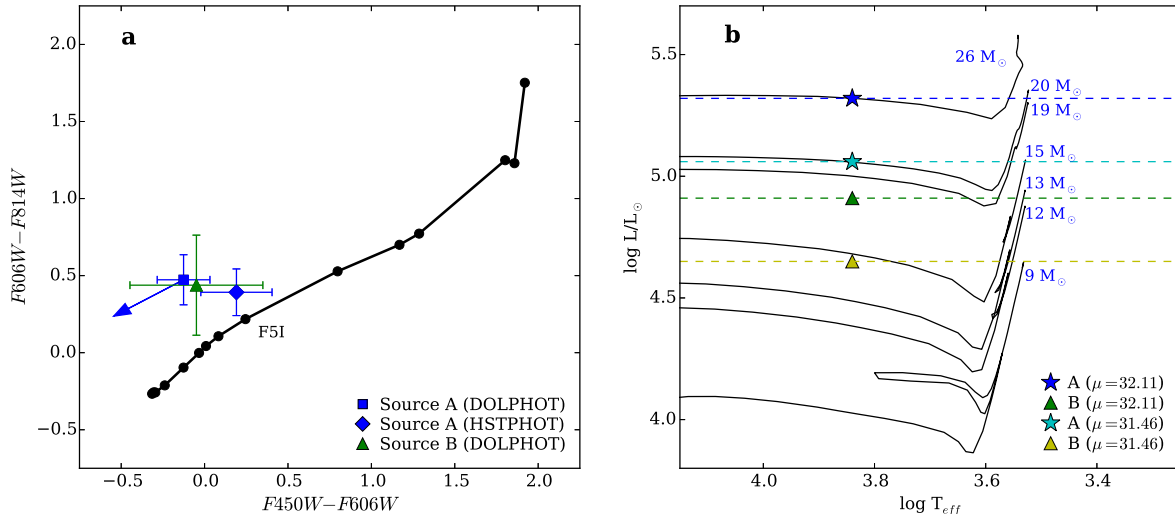 a
2.0
1.5
1.0
0.5
0.0
−0.5
F606W−F814W
F5I
Source A (DOLPHOT)
Source A (HSTPHOT)
Source B (DOLPHOT)
−0.5 0.0 0.5 1.0 1.5 2.0
F450W−F606W
b
5.5
5.0
4.5
4.0
log L/L☉
26 M☉
20 M☉
19 M☉
15 M☉
13 M☉
12 M☉
9 M☉
A (μ=32.11)
B (μ=32.11)
A (μ=31.46)
B (μ=31.46)
4.0 3.8 3.6 3.4
log T_eff